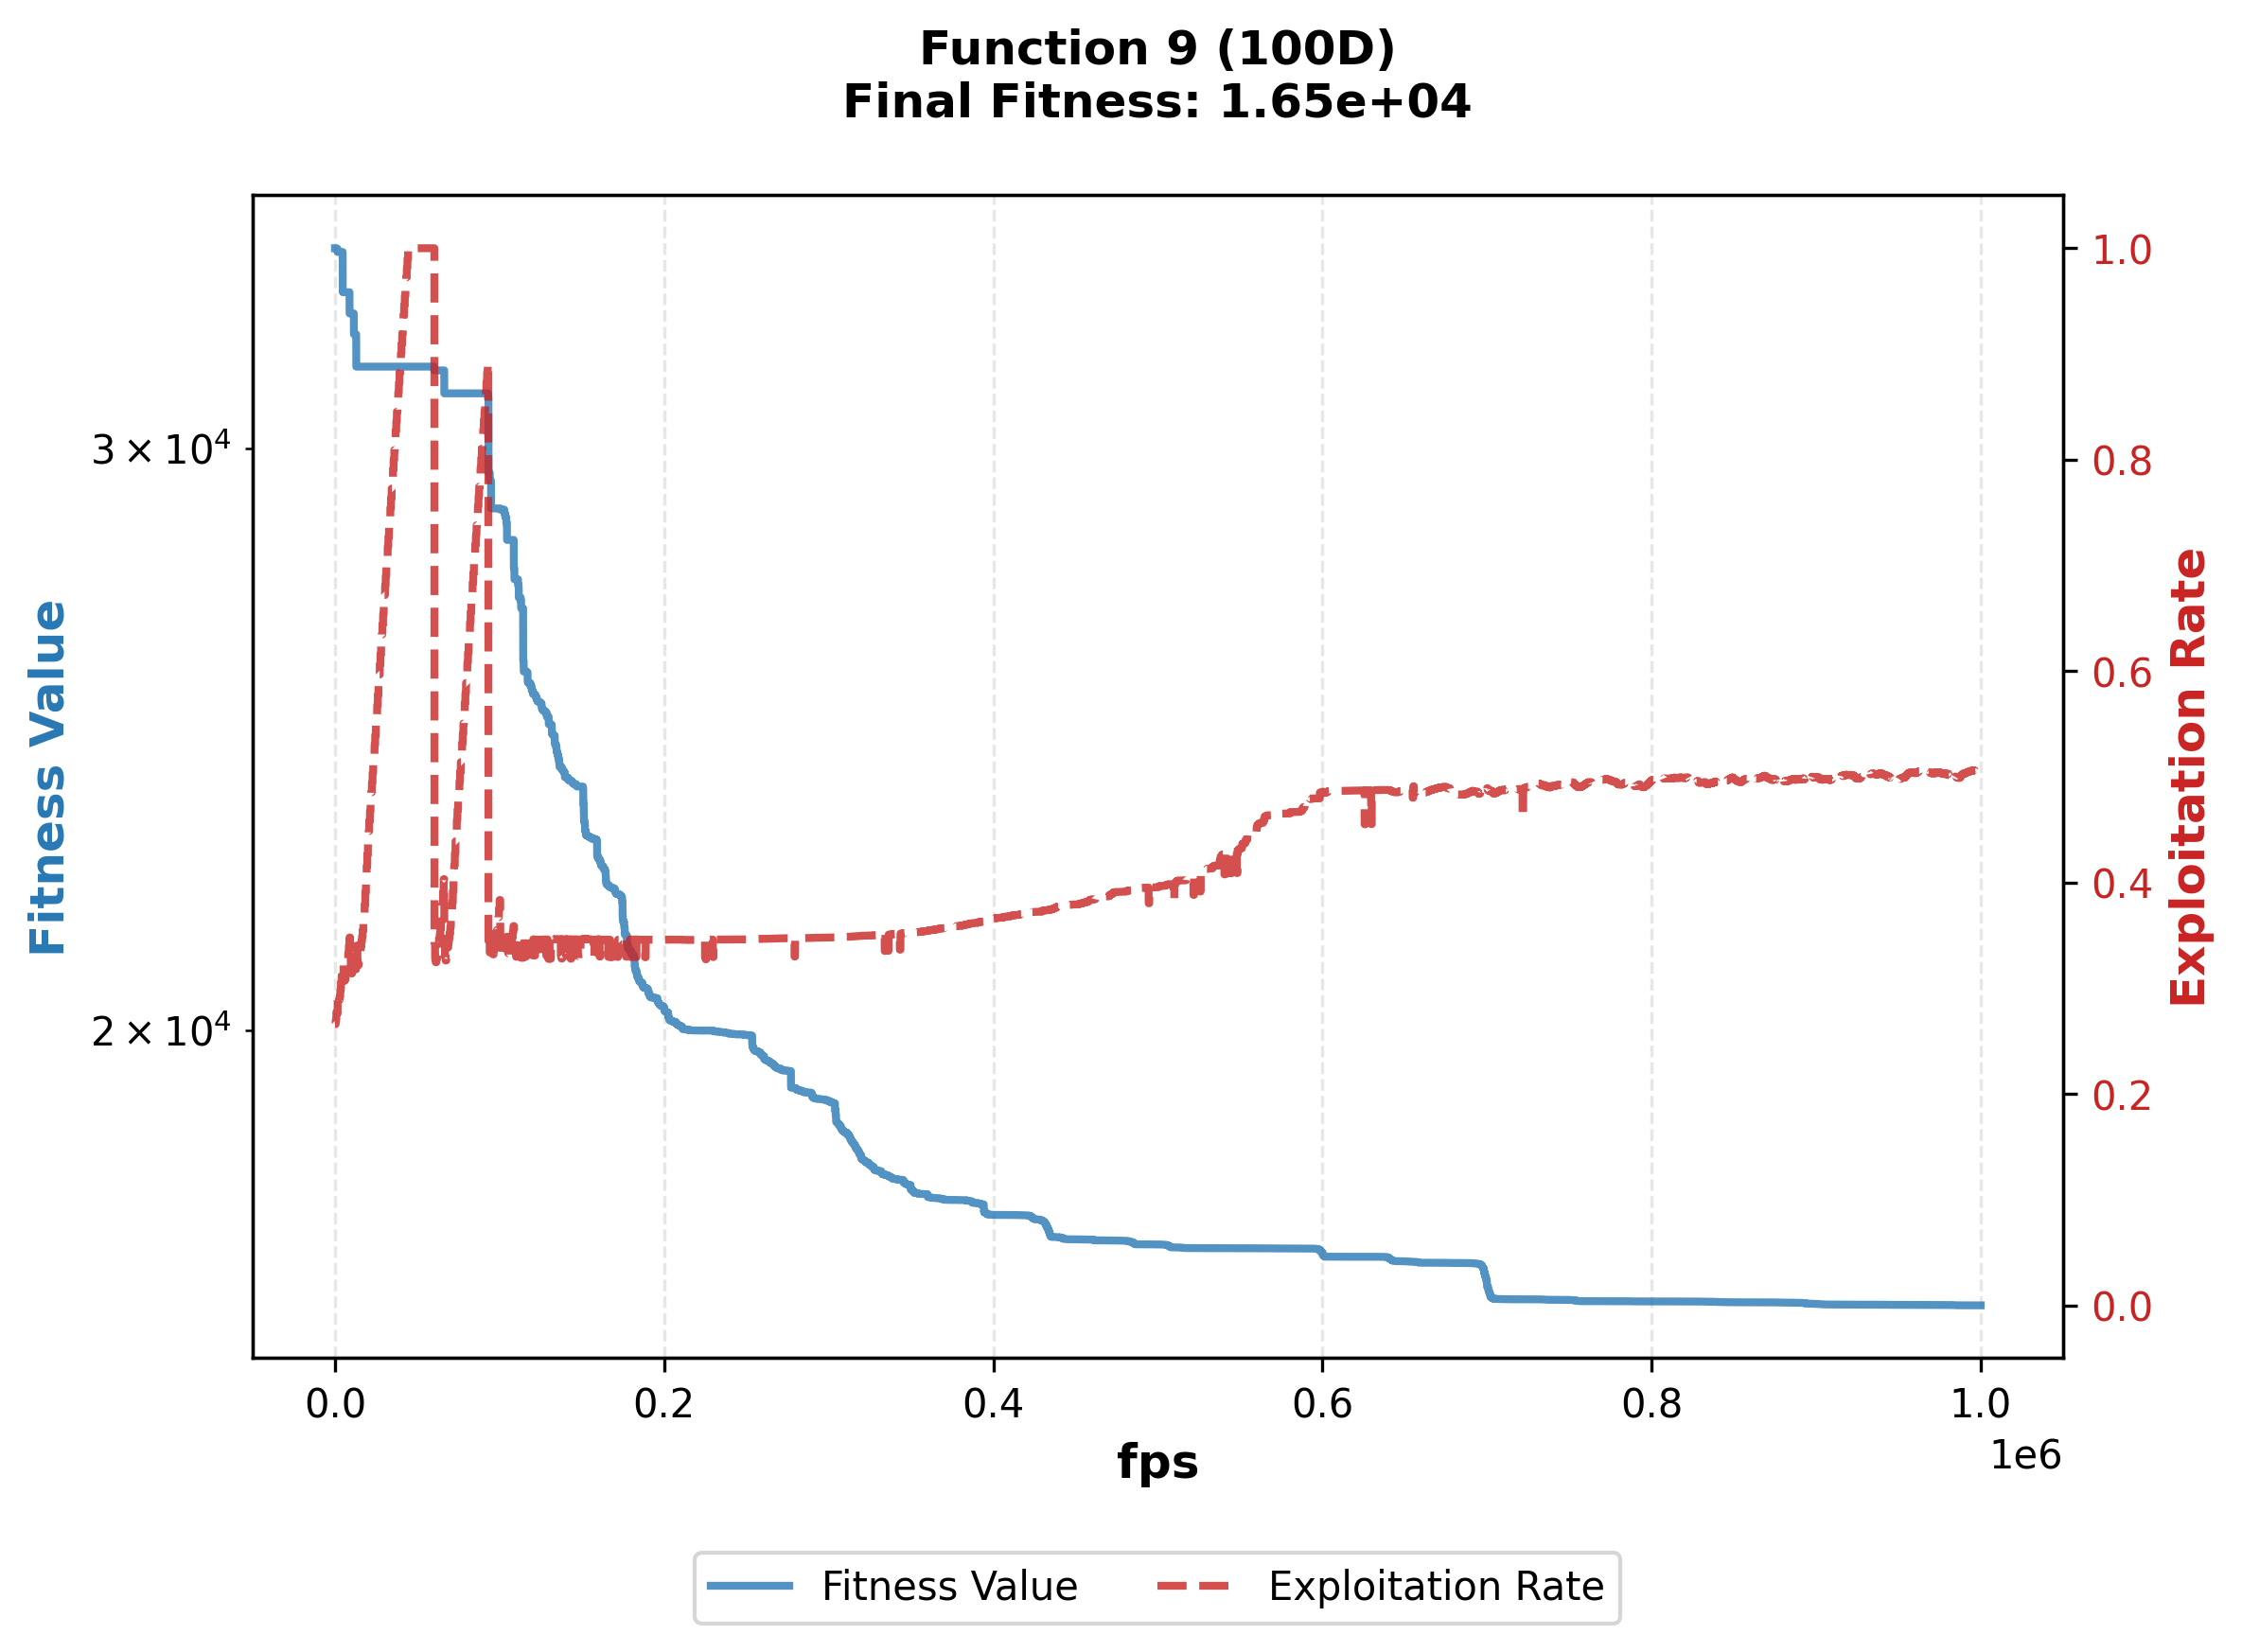 Function 9 (100D)
Final Fitness: 1.65e+04
Fitness Value
3 × 10⁴
2 × 10⁴
1.0
0.8
0.6
0.4
0.2
0.0
Exploitation Rate
0.0 0.2 0.4 0.6 0.8 1.0
1e6
fps
Fitness Value Exploitation Rate